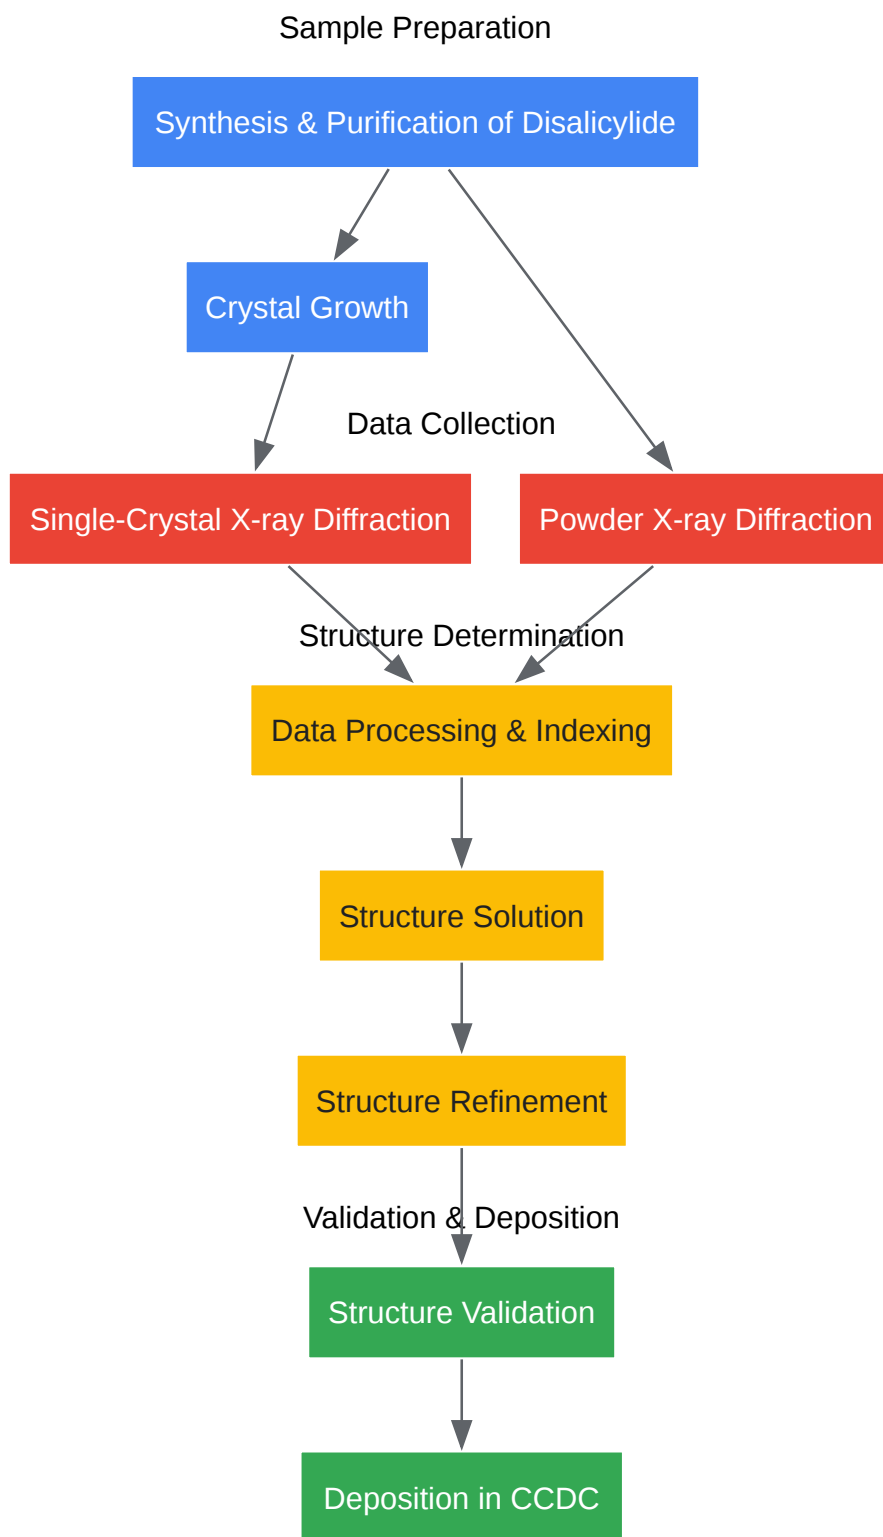 Sample Preparation
Synthesis & Purification of Disalicylide
Crystal Growth
Data Collection
Single-Crystal X-ray Diffraction
Powder X-ray Diffraction
Structure Determination
Data Processing & Indexing
Structure Solution
Structure Refinement
Validation & Deposition
Structure Validation
Deposition in CCDC